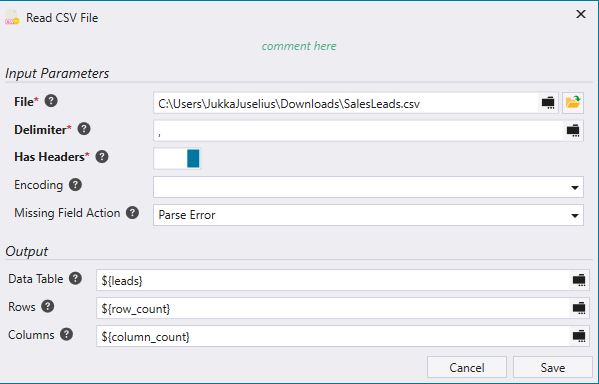 Read CSV File
comment here
Input Parameters
File* ? C:\Users\JukkaJuselius\Downloads\SalesLeads.csv
Delimiter* ? ,
Has Headers* ?
Encoding ?
Missing Field Action ? Parse Error
Output
Data Table ? ${leads}
Rows ? ${row_count}
Columns ? ${column_count}
Cancel Save